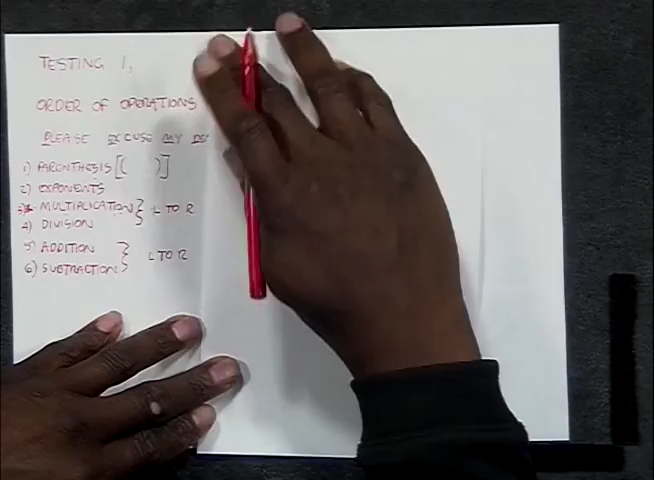 TESTING 1,
ORDER OF OPERATIONS
PLEASE EXCUSE MY
1) PARENTHESIS [( )]
2) EXPONENTS
3) MULTIPLICATION } L TO R
4) DIVISION
5) ADDITION } L TO R
6) SUBTRACTION